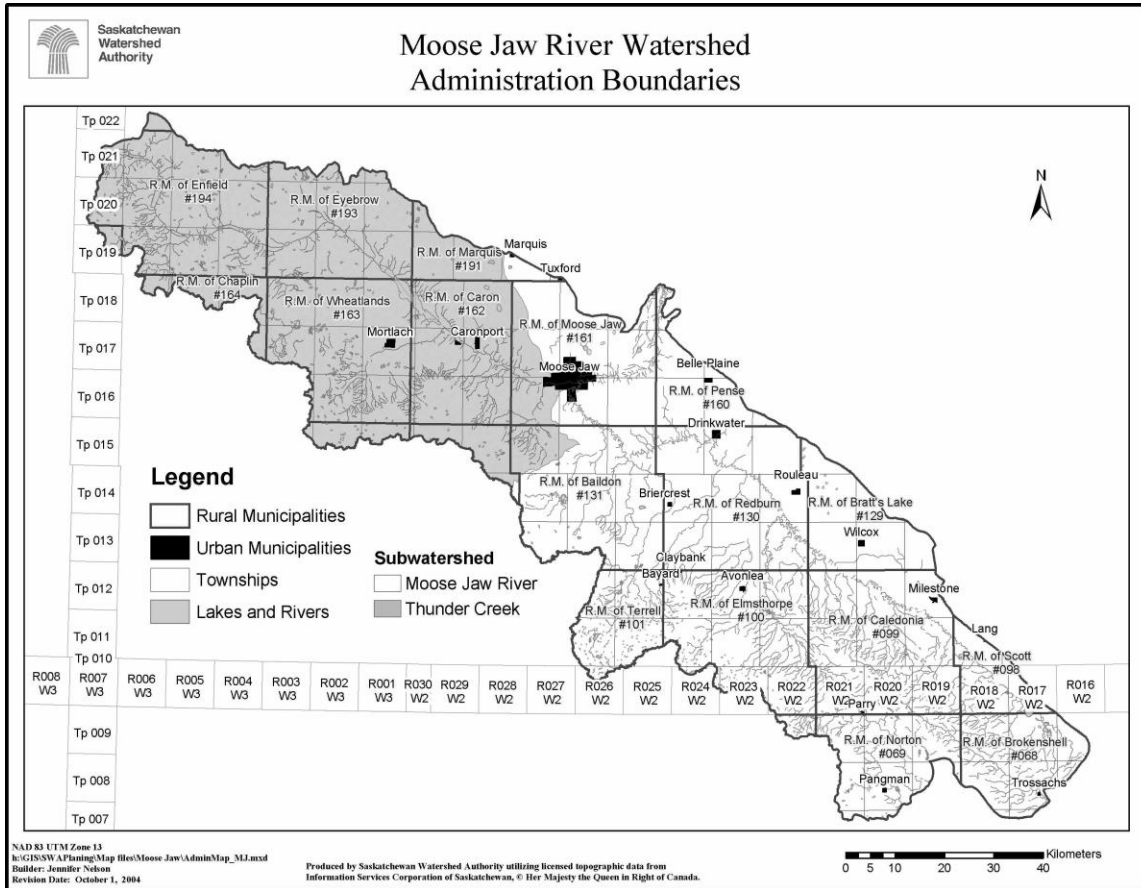 Saskatchewan
Watershed
Authority
Moose Jaw River Watershed
Administration Boundaries
Tp 022
Tp 021
Tp 020
Tp 019
Tp 018
Tp 017
Tp 016
Tp 015
Tp 014
Tp 013
Tp 012
Tp 011
Tp 010
Tp 009
Tp 008
Tp 007
N
R.M. of Enfield
#194
R.M. of Eyebrow
#193
R.M. of Marquis
#191
Marquis
Tuxford
R.M. of Chaplin
#164
R.M. of Wheatlands
#163
Mortlach
R.M. of Caron
#162
Caronport
R.M. of Moose Jaw
#161
Moose Jaw
Belle Plaine
R.M. of Pense
#160
Drinkwater
R.M. of Baildon
#131
Briercrest
R.M. of Redburn
#130
Rouleau
R.M. of Bratt's Lake
#129
Wilcox
Claybank
Bayard
Avonlea
R.M. of Terrell
#101
R.M. of Elmsthorpe
#100
R.M. of Caledonia
#099
Milestone
Lang
R.M. of Scott
#098
Parry
R.M. of Norton
#069
Pangman
R.M. of Brokenshell
#068
Trossachs
R008
W3
R007
W3
R006
W3
R005
W3
R004
W3
R003
W3
R002
W3
R001
W3
R030
W2
R029
W2
R028
W2
R027
W2
R026
W2
R025
W2
R024
W2
R023
W2
R022
W2
R021
W2
R020
W2
R019
W2
R018
W2
R017
W2
R016
W2
Legend
Rural Municipalities
Urban Municipalities
Townships
Lakes and Rivers
Subwatershed
Moose Jaw River
Thunder Creek
NAD 83 UTM Zone 13
h:\GIS\SWAPlaning\Map files\Moose Jaw\AdminMap_MJ.mxd
Builder: Jennifer Nelson
Revision Date: October 1, 2004
Produced by Saskatchewan Watershed Authority utilizing licensed topographic data from
Information Services Corporation of Saskatchewan, © Her Majesty the Queen in Right of Canada.
Kilometers
0 5 10 20 30 40